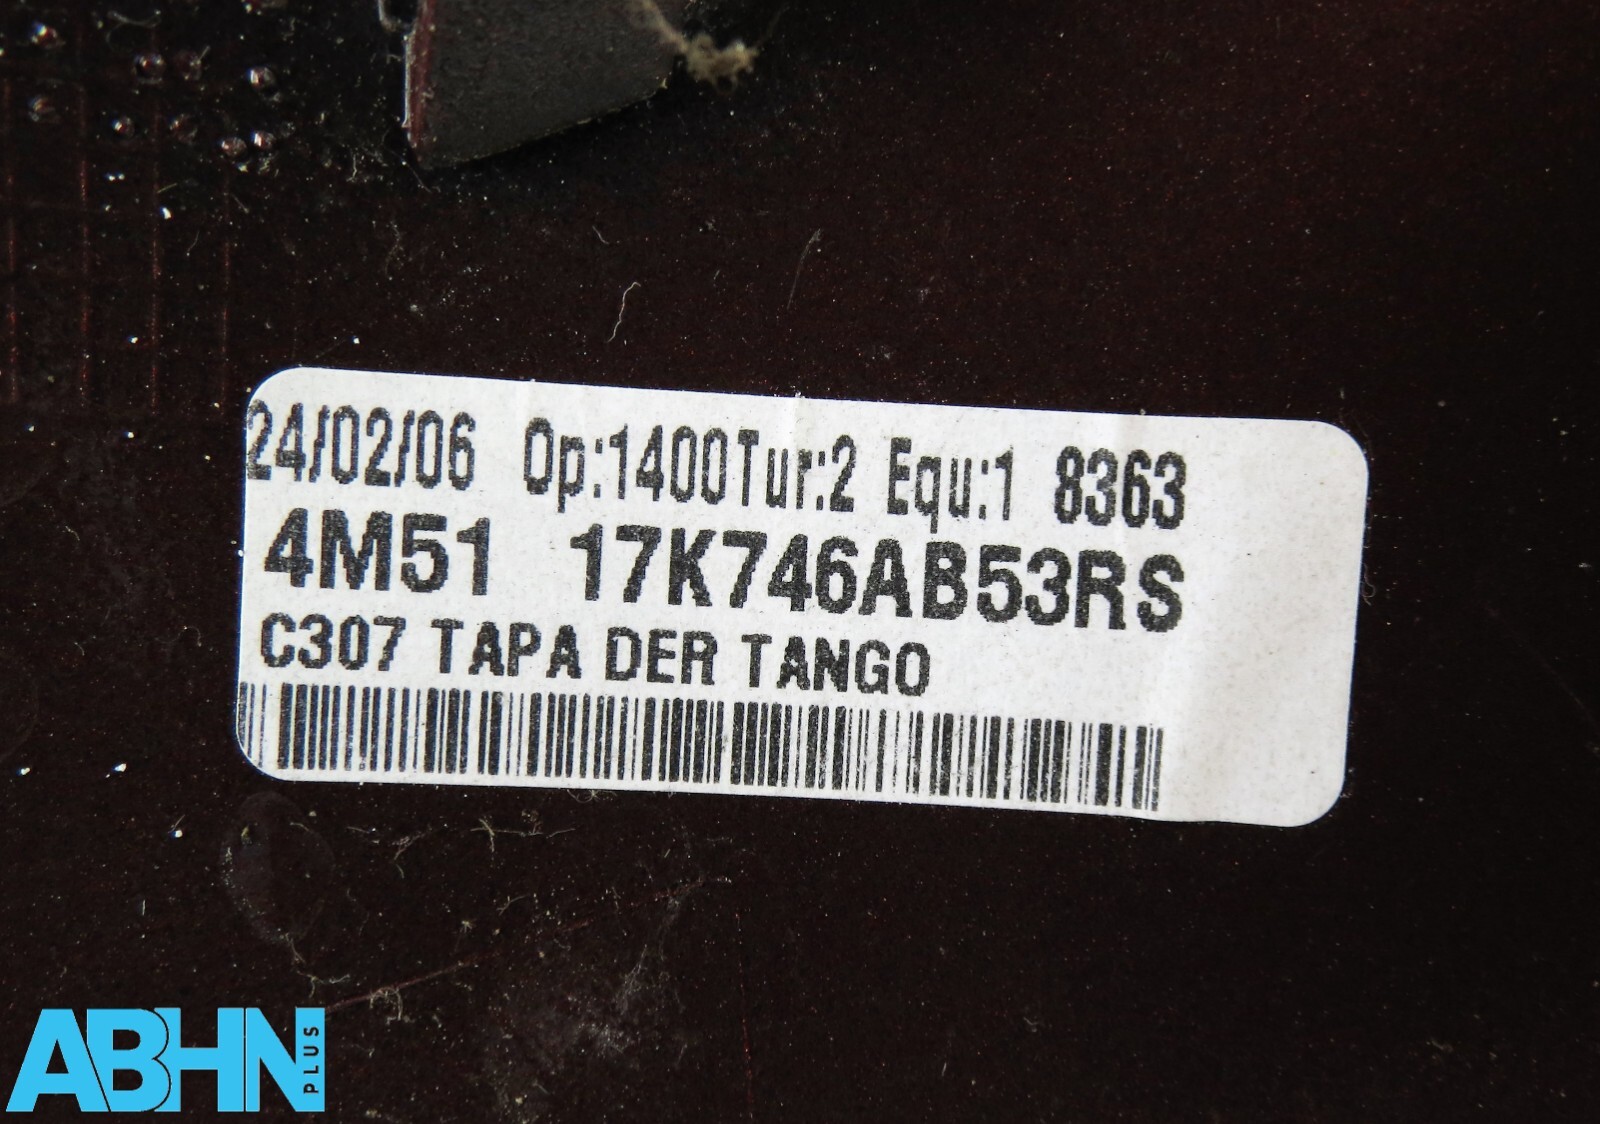 24/02/06 Op:1400Tur:2 Equ:1 8363
4M51 17K746AB53RS
C307 TAPA DER TANGO
ABHN PLUS